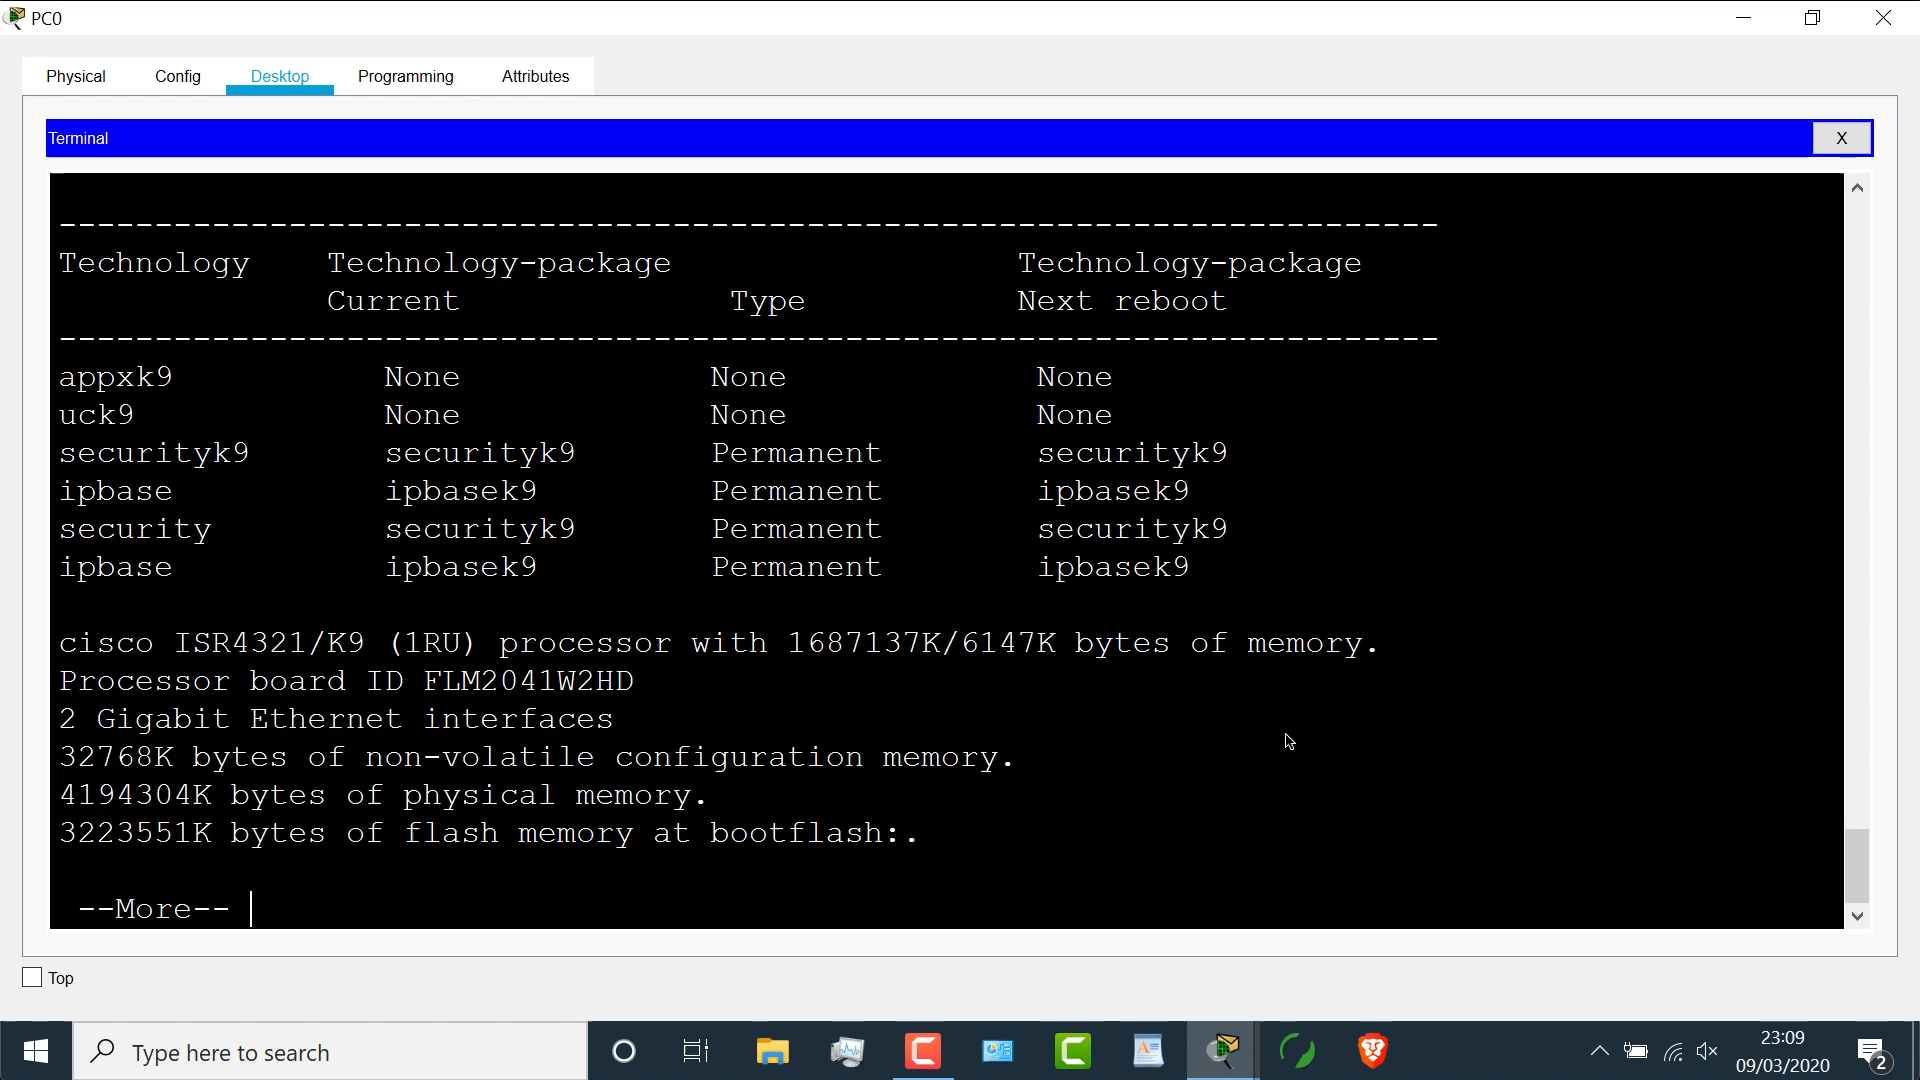 PC0
Physical Config Desktop Programming Attributes
Terminal X
------------------------------------------------------------------------
Technology Technology-package Technology-package
Current Type Next reboot
------------------------------------------------------------------------
appxk9 None None None
uck9 None None None
securityk9 securityk9 Permanent securityk9
ipbase ipbasek9 Permanent ipbasek9
security securityk9 Permanent securityk9
ipbase ipbasek9 Permanent ipbasek9
cisco ISR4321/K9 (1RU) processor with 1687137K/6147K bytes of memory.
Processor board ID FLM2041W2HD
2 Gigabit Ethernet interfaces
32768K bytes of non-volatile configuration memory.
4194304K bytes of physical memory.
3223551K bytes of flash memory at bootflash:.
--More--
Top
Type here to search
23:09
09/03/2020
2